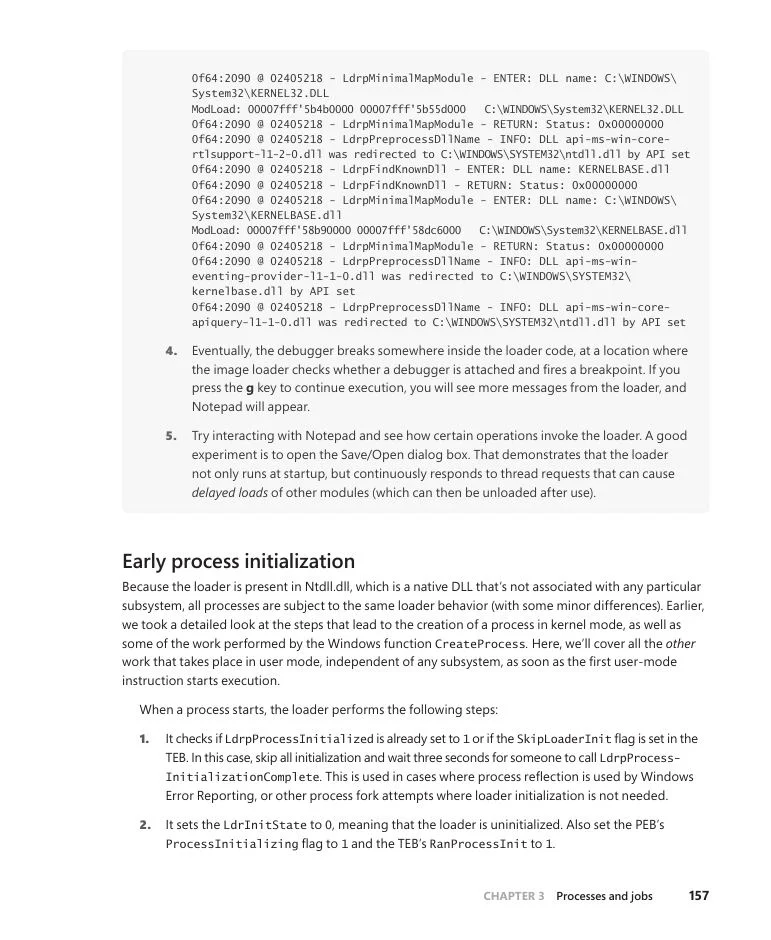 0f64:2090 @ 02405218 - LdrpMinimalMapModule - ENTER: DLL name: C:\WINDOWS\
System32\KERNEL32.DLL
ModLoad: 00007fff'5b4b0000 00007fff'5b55d000   C:\WINDOWS\System32\KERNEL32.DLL
0f64:2090 @ 02405218 - LdrpMinimalMapModule - RETURN: Status: 0x00000000
0f64:2090 @ 02405218 - LdrpPreprocessDllName - INFO: DLL api-ms-win-core-
rtlsupport-l1-2-0.dll was redirected to C:\WINDOWS\SYSTEM32\ntdll.dll by API set
0f64:2090 @ 02405218 - LdrpFindKnownDll - ENTER: DLL name: KERNELBASE.dll
0f64:2090 @ 02405218 - LdrpFindKnownDll - RETURN: Status: 0x00000000
0f64:2090 @ 02405218 - LdrpMinimalMapModule - ENTER: DLL name: C:\WINDOWS\
System32\KERNELBASE.dll
ModLoad: 00007fff'58b90000 00007fff'58dc6000   C:\WINDOWS\System32\KERNELBASE.dll
0f64:2090 @ 02405218 - LdrpMinimalMapModule - RETURN: Status: 0x00000000
0f64:2090 @ 02405218 - LdrpPreprocessDllName - INFO: DLL api-ms-win-
eventing-provider-l1-1-0.dll was redirected to C:\WINDOWS\SYSTEM32\
kernelbase.dll by API set
0f64:2090 @ 02405218 - LdrpPreprocessDllName - INFO: DLL api-ms-win-core-
apiquery-l1-1-0.dll was redirected to C:\WINDOWS\SYSTEM32\ntdll.dll by API set
4. Eventually, the debugger breaks somewhere inside the loader code, at a location where
the image loader checks whether a debugger is attached and fires a breakpoint. If you
press the g key to continue execution, you will see more messages from the loader, and
Notepad will appear.
5. Try interacting with Notepad and see how certain operations invoke the loader. A good
experiment is to open the Save/Open dialog box. That demonstrates that the loader
not only runs at startup, but continuously responds to thread requests that can cause
delayed loads of other modules (which can then be unloaded after use).
Early process initialization
Because the loader is present in Ntdll.dll, which is a native DLL that's not associated with any particular
subsystem, all processes are subject to the same loader behavior (with some minor differences). Earlier,
we took a detailed look at the steps that lead to the creation of a process in kernel mode, as well as
some of the work performed by the Windows function CreateProcess. Here, we'll cover all the other
work that takes place in user mode, independent of any subsystem, as soon as the first user-mode
instruction starts execution.
When a process starts, the loader performs the following steps:
1. It checks if LdrpProcessInitialized is already set to 1 or if the SkipLoaderInit flag is set in the
TEB. In this case, skip all initialization and wait three seconds for someone to call LdrpProcess-
InitializationComplete. This is used in cases where process reflection is used by Windows
Error Reporting, or other process fork attempts where loader initialization is not needed.
2. It sets the LdrInitState to 0, meaning that the loader is uninitialized. Also set the PEB's
ProcessInitializing flag to 1 and the TEB's RanProcessInit to 1.
CHAPTER 3 Processes and jobs 157